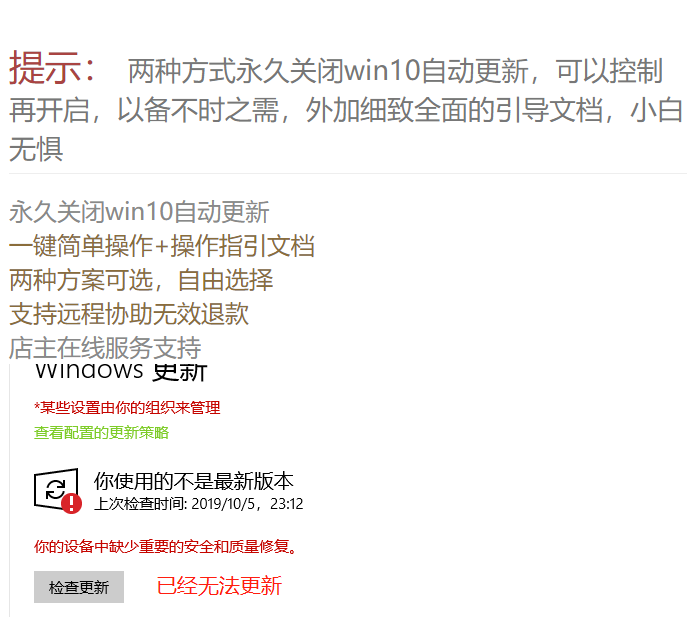 提示： 两种方式永久关闭win10自动更新，可以控制
再开启，以备不时之需，外加细致全面的引导文档，小白
无惧
永久关闭win10自动更新
一键简单操作+操作指引文档
两种方案可选，自由选择
支持远程协助无效退款
店主在线服务支持
Windows 更新
*某些设置由你的组织来管理
查看配置的更新策略
你使用的不是最新版本
上次检查时间: 2019/10/5，23:12
你的设备中缺少重要的安全和质量修复。
检查更新 已经无法更新